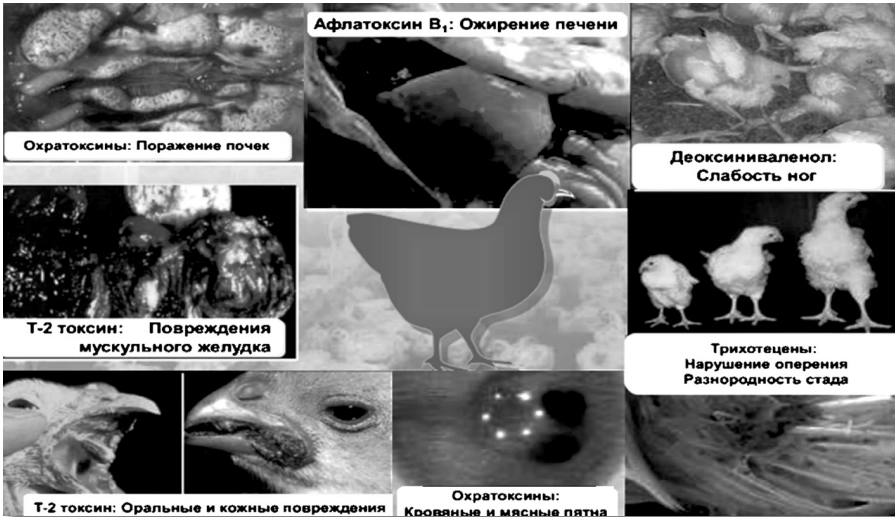 Охратоксины: Поражение почек
Афлатоксин В₁: Ожирение печени
Деоксиниваленол:
Слабость ног
Т-2 токсин: Повреждения
мускульного желудка
Трихотецены:
Нарушение оперения
Разнородность стада
Т-2 токсин: Оральные и кожные повреждения
Охратоксины:
Кровяные и мясные пятна